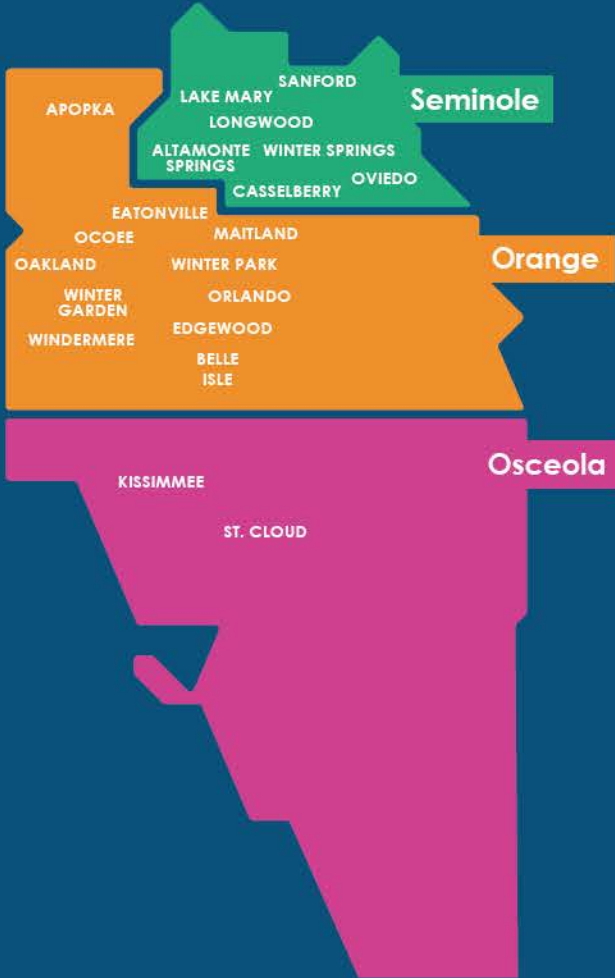 SANFORD
LAKE MARY
Seminole
APOPKA
LONGWOOD
ALTAMONTE
SPRINGS
WINTER SPRINGS
OVIEDO
CASSELBERRY
EATONVILLE
MAITLAND
OCOEE
Orange
OAKLAND
WINTER PARK
WINTER
GARDEN
ORLANDO
EDGEWOOD
WINDERMERE
BELLE
ISLE
Osceola
KISSIMMEE
ST. CLOUD